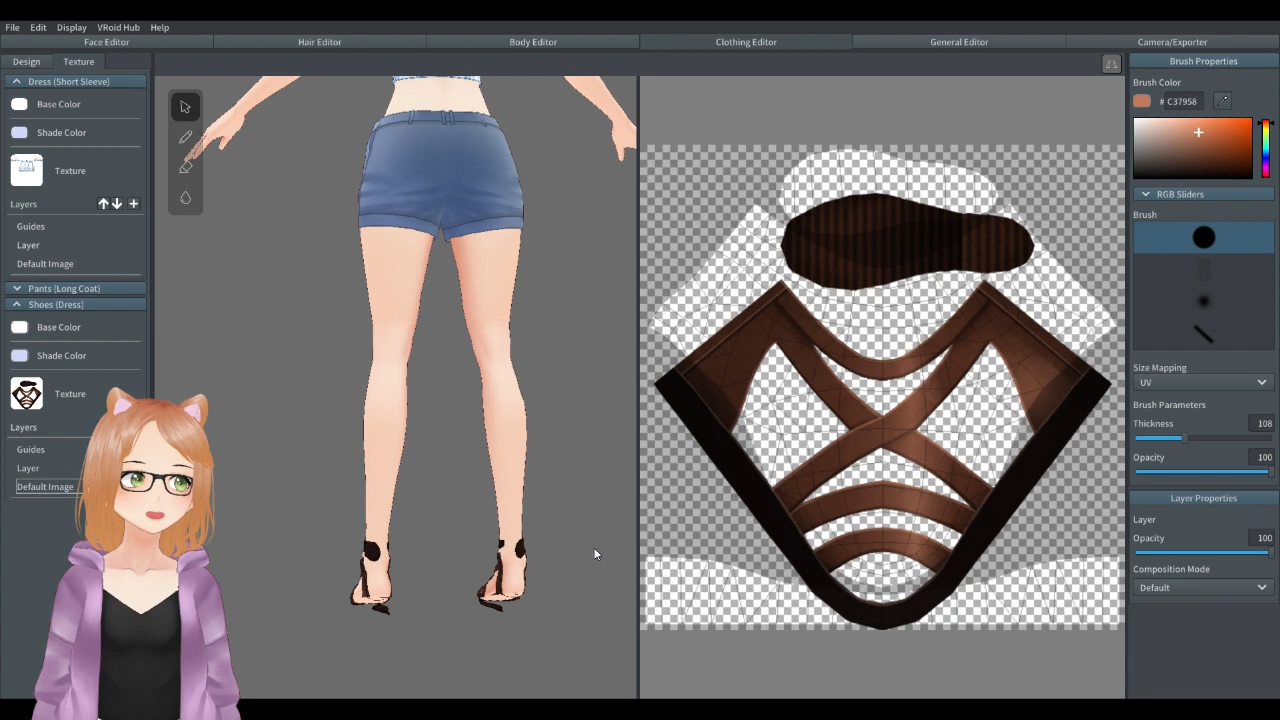 File Edit Display VRoid Hub Help
Face Editor Hair Editor Body Editor Clothing Editor General Editor Camera/Exporter
Design Texture
Dress (Short Sleeve)
Base Color
Shade Color
Texture
Layers
Guides
Layer
Default Image
Pants (Long Coat)
Shoes (Dress)
Base Color
Shade Color
Texture
Layers
Guides
Layer
Default Image
Brush Properties
Brush Color
# C37958
RGB Sliders
Brush
Size Mapping
UV
Brush Parameters
Thickness 108
Opacity 100
Layer Properties
Layer
Opacity 100
Composition Mode
Default